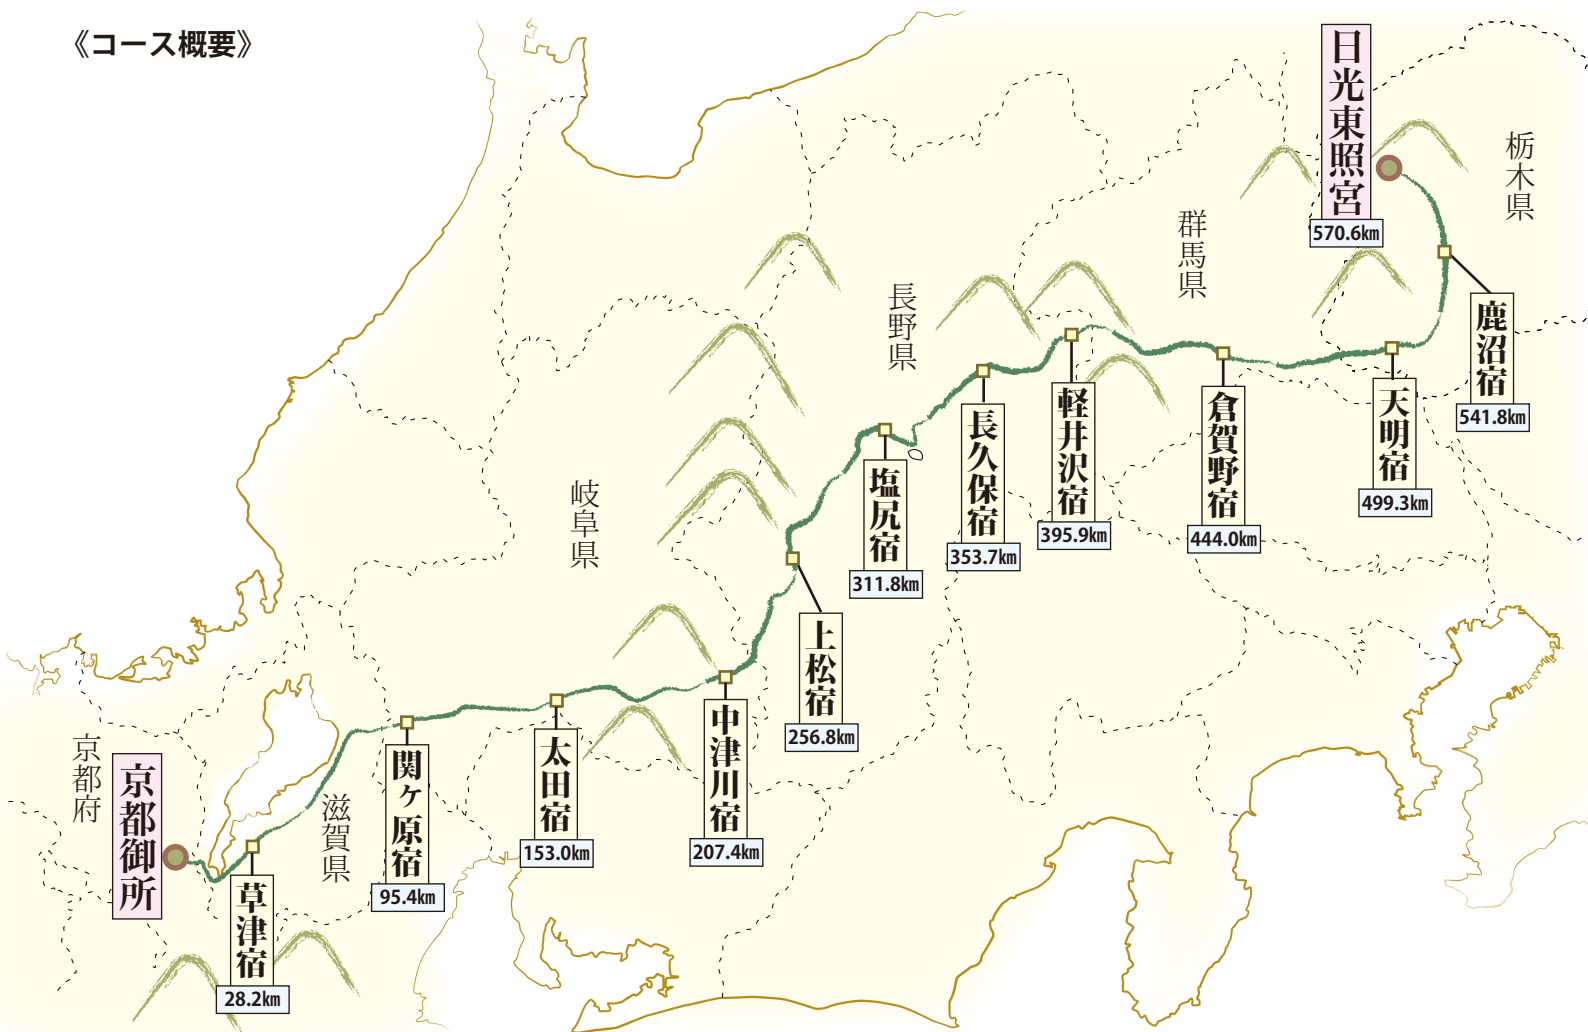 《コース概要》
京都府
京都御所
草津宿
28.2km
滋賀県
関ヶ原宿
95.4km
岐阜県
太田宿
153.0km
中津川宿
207.4km
上松宿
256.8km
長野県
塩尻宿
311.8km
長久保宿
353.7km
軽井沢宿
395.9km
群馬県
倉賀野宿
444.0km
天明宿
499.3km
栃木県
鹿沼宿
541.8km
日光東照宮
570.6km